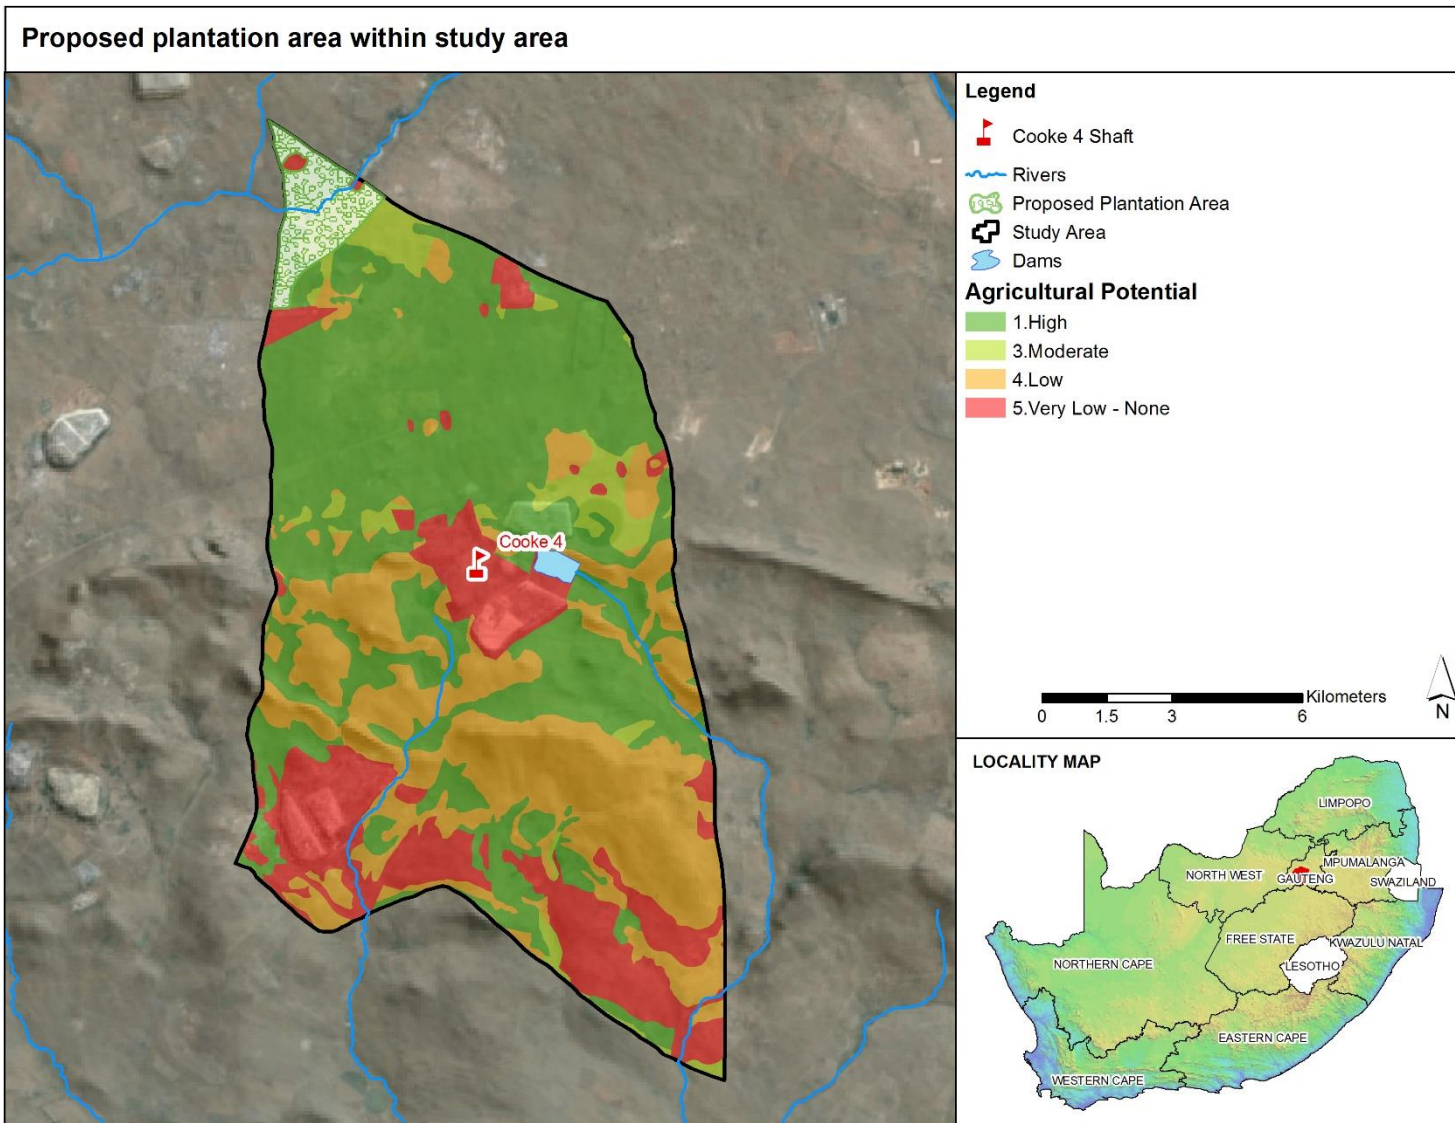 Proposed plantation area within study area
Cooke 4
Legend
Cooke 4 Shaft
Rivers
Proposed Plantation Area
Study Area
Dams
Agricultural Potential
1.High
3.Moderate
4.Low
5.Very Low - None
Kilometers
0 1.5 3 6
N
LOCALITY MAP
LIMPOPO
MPUMALANGA
NORTH WEST
GAUTENG
SWAZILAND
FREE STATE
KWAZULU NATAL
NORTHERN CAPE
LESOTHO
EASTERN CAPE
WESTERN CAPE